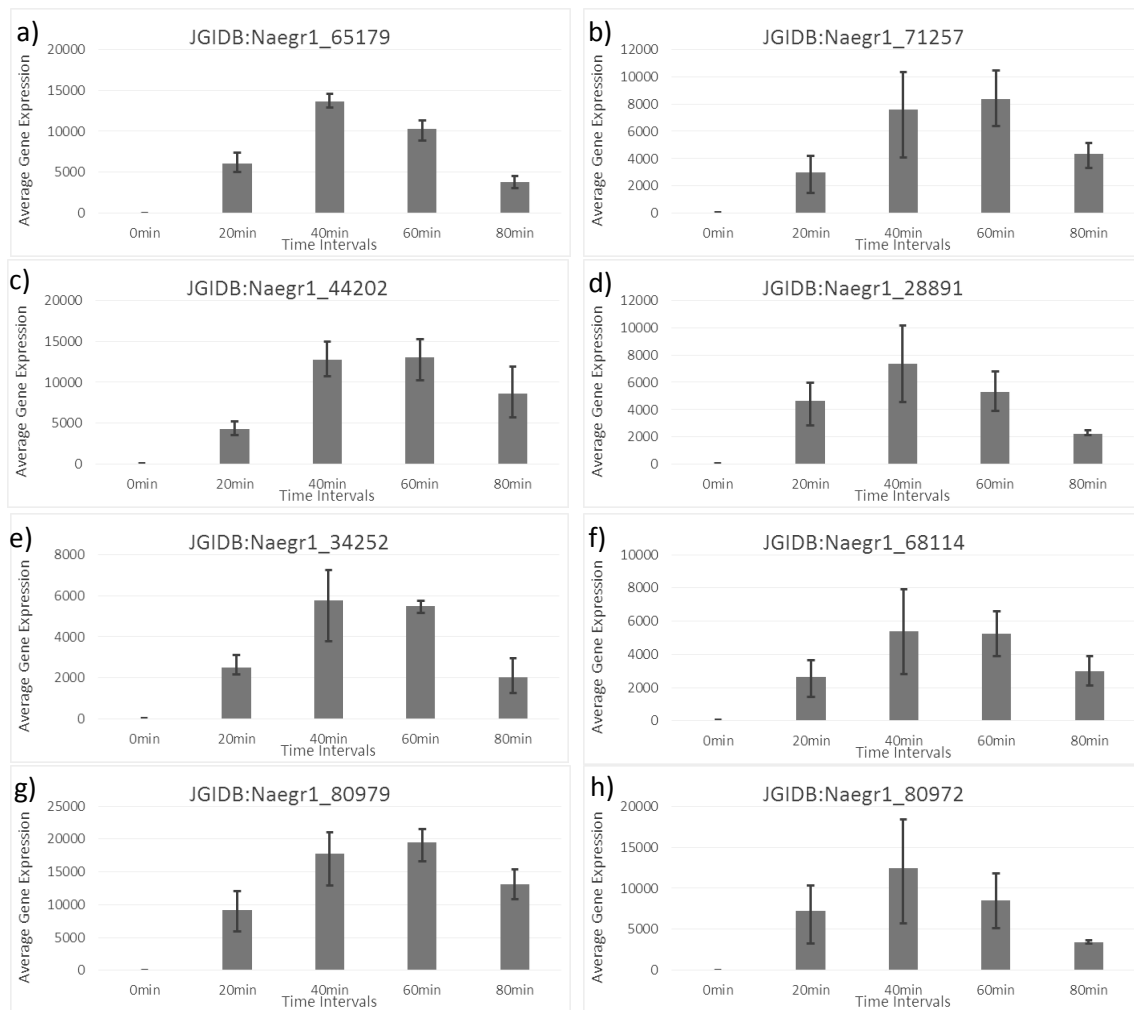 a)
JGIDB:Naegr1_65179
Average Gene Expression
20000
15000
10000
5000
0
0min 20min 40min 60min 80min
Time Intervals
b)
JGIDB:Naegr1_71257
Average Gene Expression
12000
10000
8000
6000
4000
2000
0
0min 20min 40min 60min 80min
Time Intervals
c)
JGIDB:Naegr1_44202
Average Gene Expression
20000
15000
10000
5000
0
0min 20min 40min 60min 80min
Time Intervals
d)
JGIDB:Naegr1_28891
Average Gene Expression
12000
10000
8000
6000
4000
2000
0
0min 20min 40min 60min 80min
Time Intervals
e)
JGIDB:Naegr1_34252
Average Gene Expression
8000
6000
4000
2000
0
0min 20min 40min 60min 80min
Time Intervals
f)
JGIDB:Naegr1_68114
Average Gene Expression
10000
8000
6000
4000
2000
0
0min 20min 40min 60min 80min
Time Intervals
g)
JGIDB:Naegr1_80979
Average Gene Expression
25000
20000
15000
10000
5000
0
0min 20min 40min 60min 80min
Time Intervals
h)
JGIDB:Naegr1_80972
Average Gene Expression
20000
15000
10000
5000
0
0min 20min 40min 60min 80min
Time Intervals